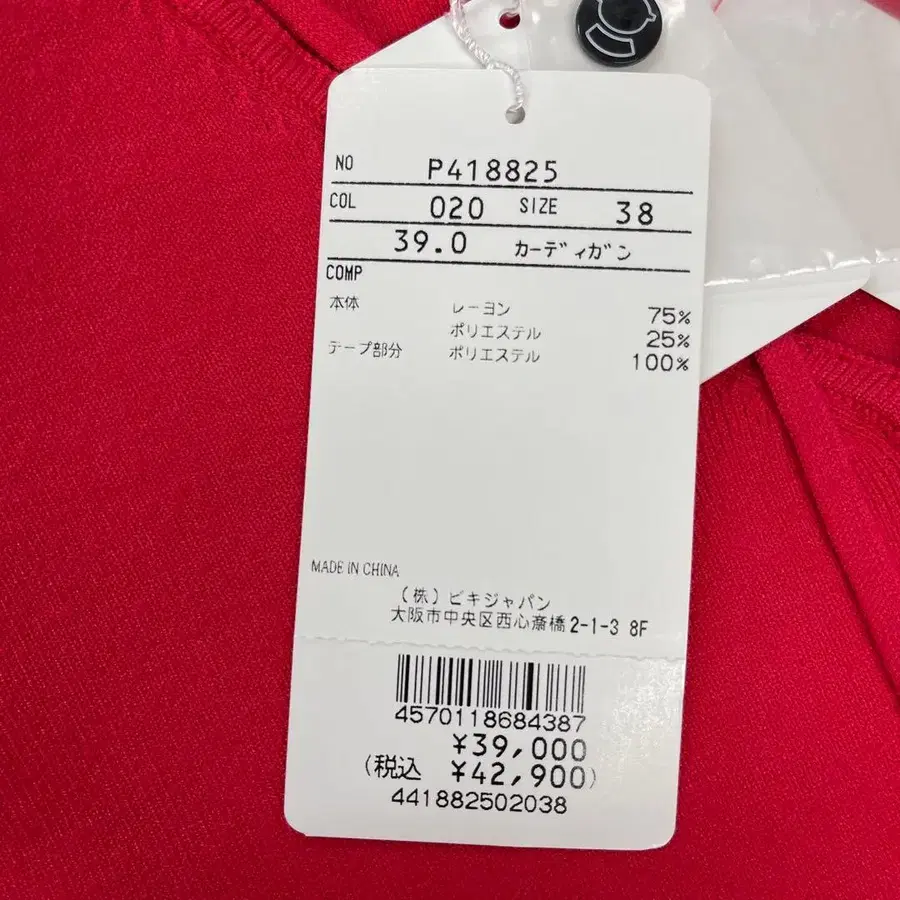 NO P418825
COL 020 SIZE 38
39.0 カーディガン
COMP
本体 レーヨン 75%
ポリエステル 25%
テープ部分 ポリエステル 100%
MADE IN CHINA
(株)ビキジャパン
大阪市中央区西心斎橋2-1-3 8F
4570118684387
¥39,000
(税込 ¥42,900)
441882502038